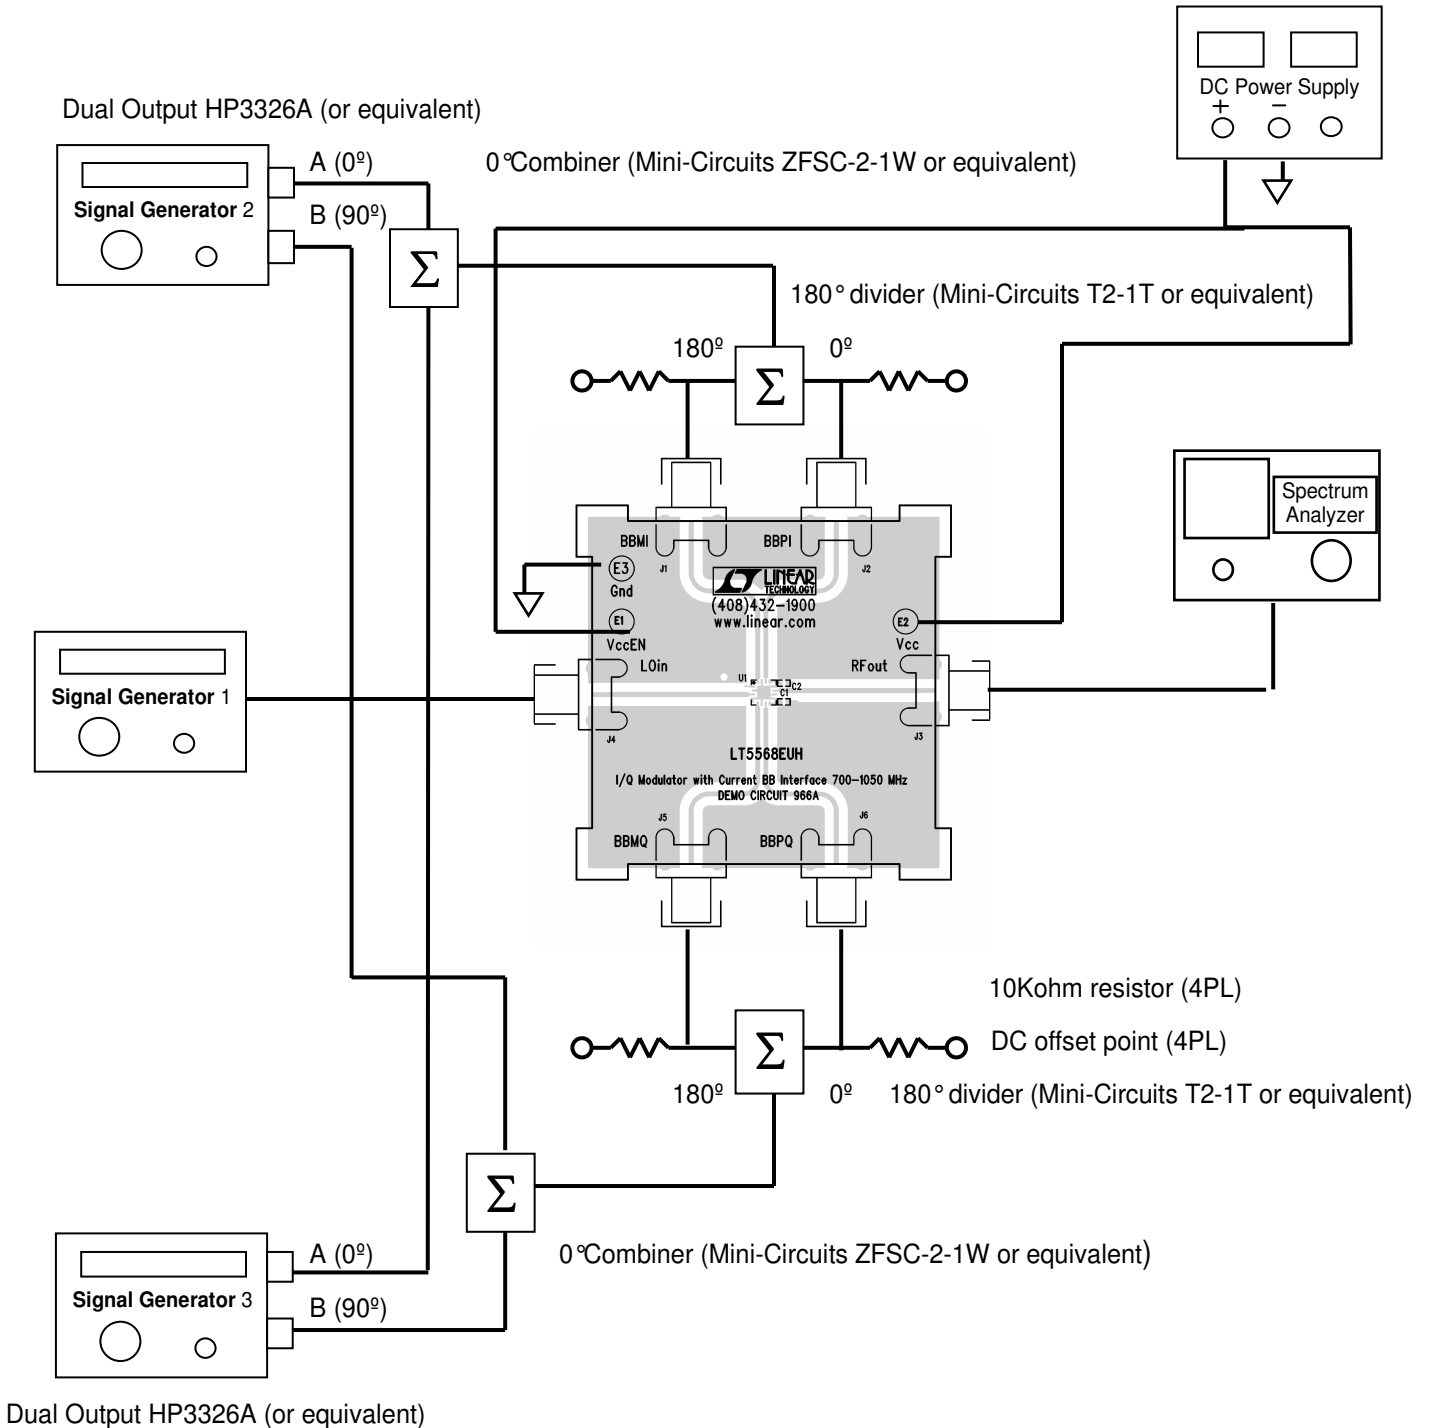 DC Power Supply
+ −
Dual Output HP3326A (or equivalent)
A (0º)
0°Combiner (Mini-Circuits ZFSC-2-1W or equivalent)
Signal Generator 2
B (90º)
Σ
180° divider (Mini-Circuits T2-1T or equivalent)
180º
0º
Σ
Spectrum
Analyzer
BBMI
BBPI
J1
J2
E3
Gnd
LINEAR
TECHNOLOGY
(408)432-1900
www.linear.com
E1
VccEN
E2
Vcc
LOin
RFout
Signal Generator 1
U1
C2
C1
J4
J3
LT5568EUH
I/Q Modulator with Current BB Interface 700-1050 MHz
DEMO CIRCUIT 966A
J5
J6
BBMQ
BBPQ
10Kohm resistor (4PL)
DC offset point (4PL)
Σ
180º
0º
180° divider (Mini-Circuits T2-1T or equivalent)
Σ
0°Combiner (Mini-Circuits ZFSC-2-1W or equivalent)
A (0º)
Signal Generator 3
B (90º)
Dual Output HP3326A (or equivalent)